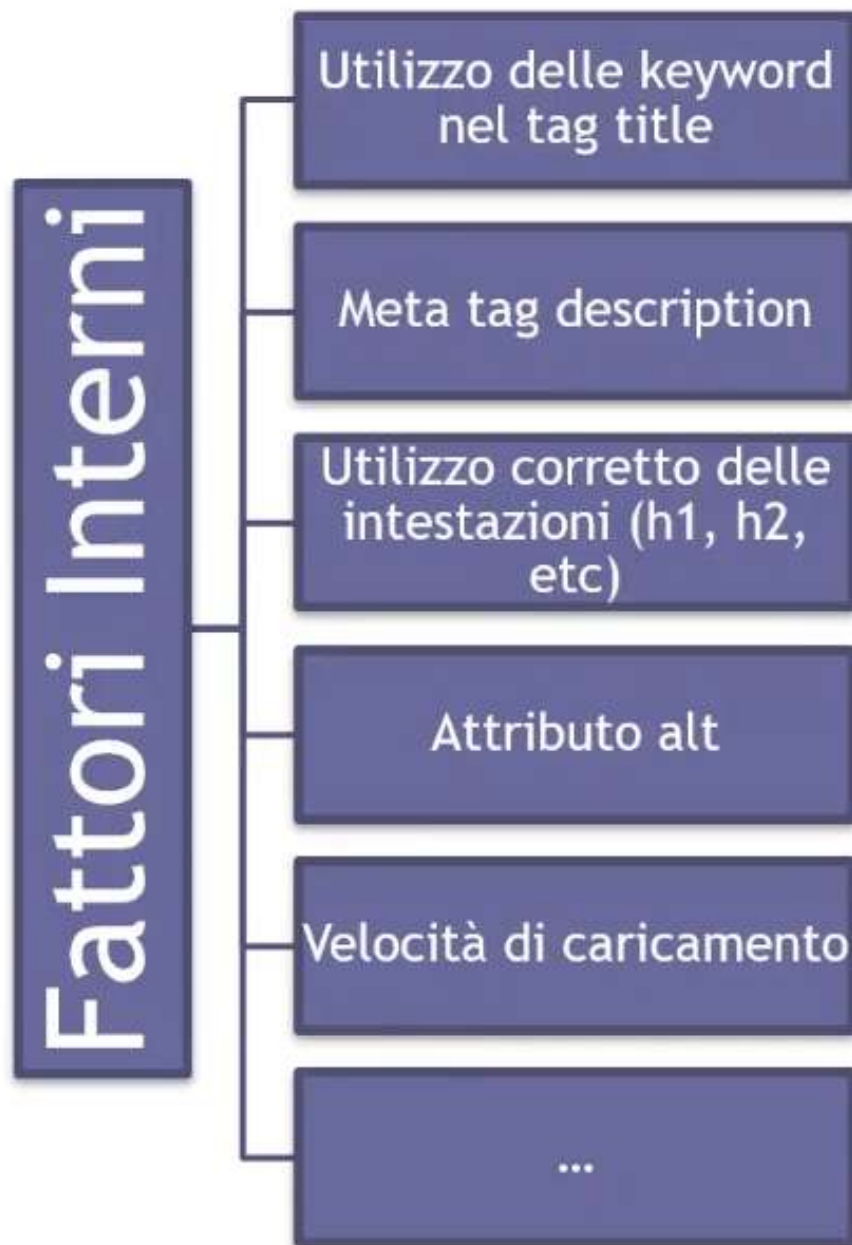 Fattori Interni
Utilizzo delle keyword
nel tag title
Meta tag description
Utilizzo corretto delle
intestazioni (h1, h2,
etc)
Attributo alt
Velocità di caricamento
...